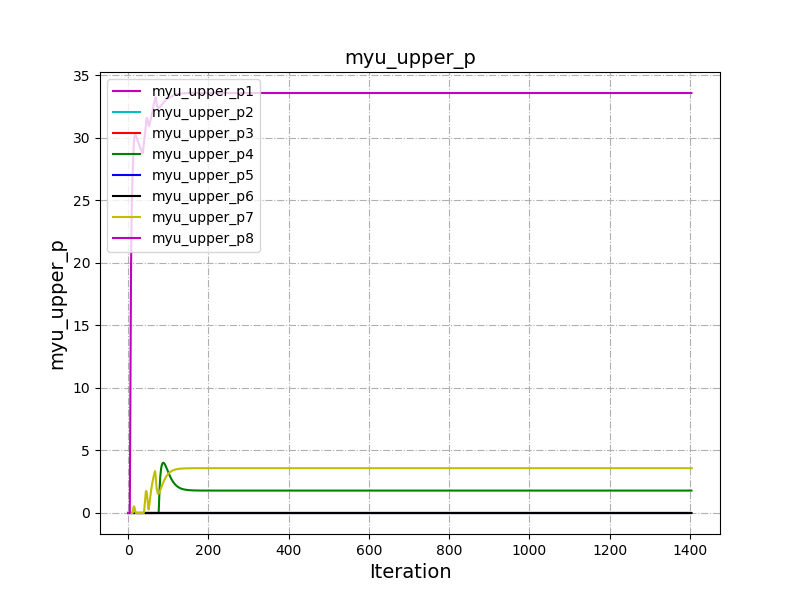 myu_upper_p
35
30
25
20
15
10
5
0
myu_upper_p
myu_upper_p1
myu_upper_p2
myu_upper_p3
myu_upper_p4
myu_upper_p5
myu_upper_p6
myu_upper_p7
myu_upper_p8
0 200 400 600 800 1000 1200 1400
Iteration